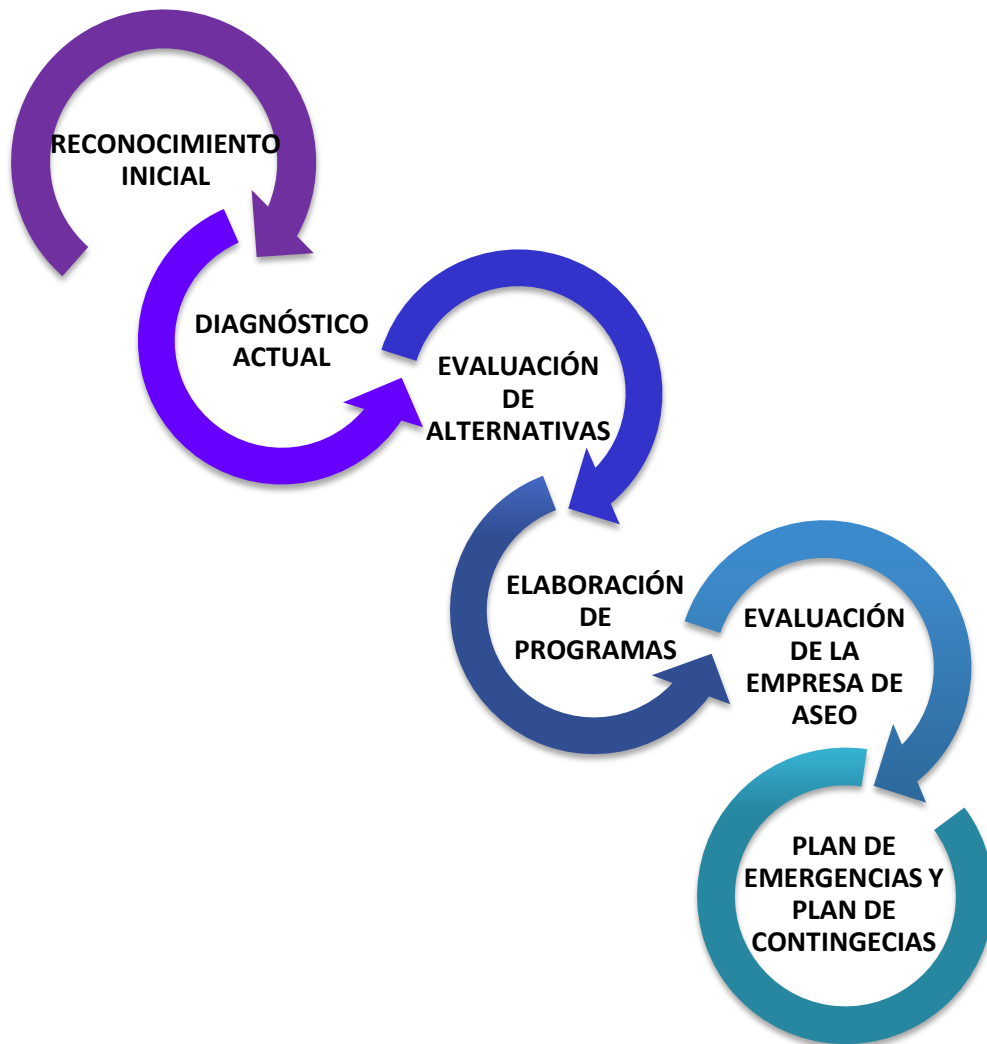 RECONOCIMIENTO
INICIAL
DIAGNÓSTICO
ACTUAL
EVALUACIÓN
DE
ALTERNATIVAS
ELABORACIÓN
DE
PROGRAMAS
EVALUACIÓN
DE LA
EMPRESA DE
ASEO
PLAN DE
EMERGENCIAS Y
PLAN DE
CONTINGECIAS